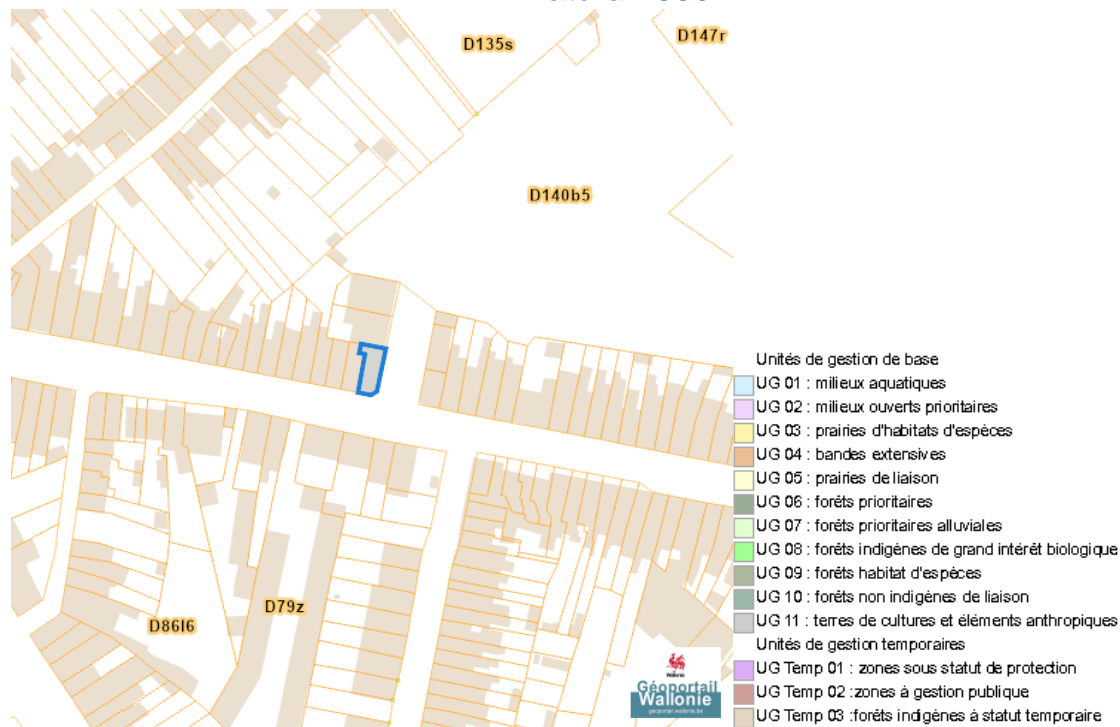 D135s
D147r
D140b5
D86l6
D79z
Unités de gestion de base
UG 01 : milieux aquatiques
UG 02 : milieux ouverts prioritaires
UG 03 : prairies d'habitats d'espèces
UG 04 : bandes extensives
UG 05 : prairies de liaison
UG 06 : forêts prioritaires
UG 07 : forêts prioritaires alluviales
UG 08 : forêts indigènes de grand intérêt biologique
UG 09 : forêts habitat d'espèces
UG 10 : forêts non indigènes de liaison
UG 11 : terres de cultures et éléments anthropiques
Unités de gestion temporaires
UG Temp 01 : zones sous statut de protection
UG Temp 02 :zones à gestion publique
UG Temp 03 :forêts indigènes à statut temporaire
Wallonie
Géoportail
Wallonie
geoportail.wallonie.be